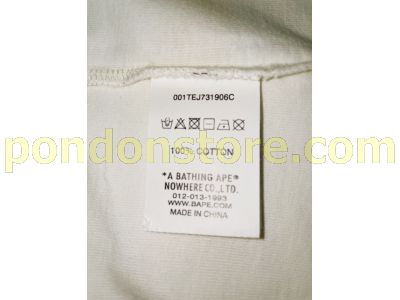 001TEJ731906C
pondonstore.com
100% COTTON
*A BATHING APE®
NOWHERE CO., LTD.
012-013-1993
WWW.BAPE.COM
MADE IN CHINA